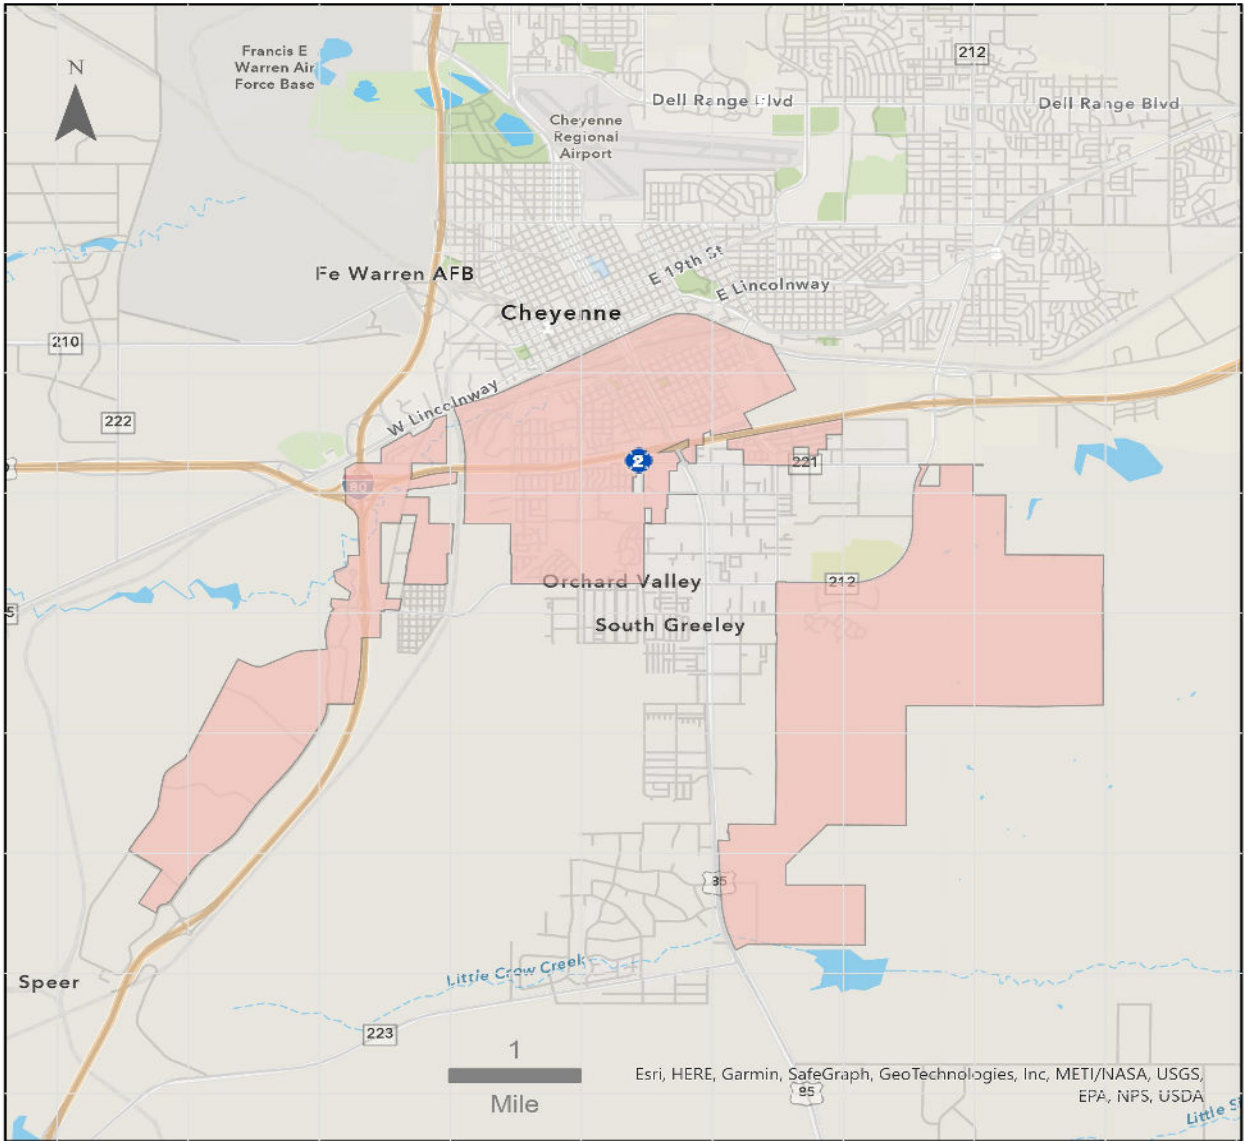 Francis E
Warren Air
Force Base
212
N
Dell Range Blvd
Dell Range Blvd
Cheyenne
Regional
Airport
E 19th St
Fe Warren AFB
E Lincolnway
Cheyenne
210
W Lincolnway
222
2
221
80
212
Orchard Valley
5
South Greeley
85
Little Crow Creek
Speer
223
1
Mile
Esri, HERE, Garmin, SafeGraph, GeoTechnologies, Inc, METI/NASA, USGS,
EPA, NPS, USDA
85
Little S